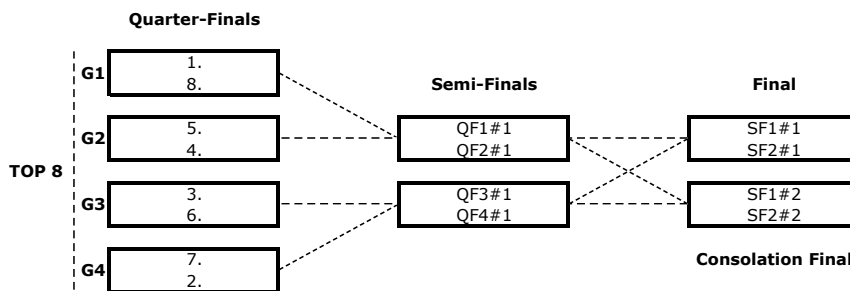 Quarter-Finals
G1
1.
8.
Semi-Finals
Final
G2
5.
4.
QF1#1
QF2#1
SF1#1
SF2#1
TOP 8
G3
3.
6.
QF3#1
QF4#1
SF1#2
SF2#2
G4
7.
2.
Consolation Final